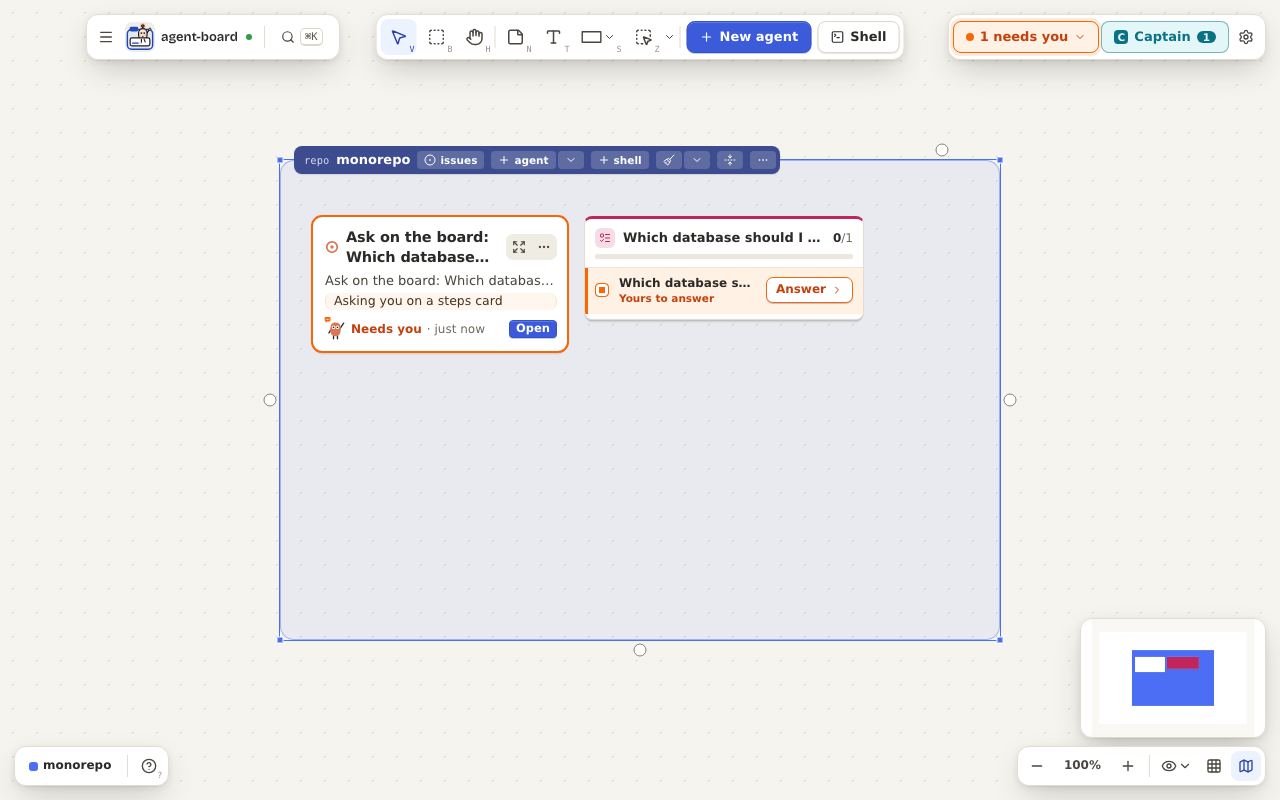 agent-board
⌘K
V
B
H
N
T
S
Z
+ New agent
Shell
1 needs you
C Captain 1
repo monorepo
issues
+ agent
+ shell
Ask on the board:
Which database…
Ask on the board: Which databas…
Asking you on a steps card
Needs you · just now
Open
Which database should I …
0/1
Which database s…
Yours to answer
Answer
monorepo
?
100%